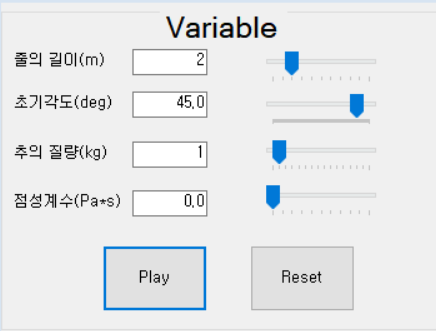 Variable
줄의 길이(m) 2
초기각도(deg) 45.0
추의 질량(kg) 1
점성계수(Pa*s) 0.0
Play Reset